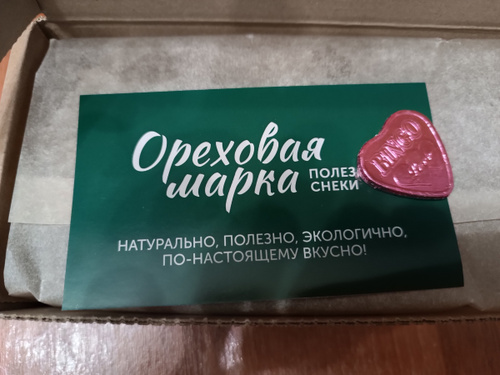 Ореховая
марка
ПОЛЕЗ
СНЕКИ
НАТУРАЛЬНО, ПОЛЕЗНО, ЭКОЛОГИЧНО,
ПО-НАСТОЯЩЕМУ ВКУСНО!